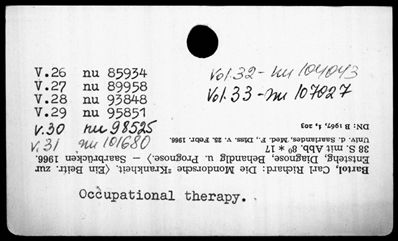 V.26 nu 85934
V.27 nu 89958
V.28 nu 93848
V.29 nu 95851
v.30 nu 98525
v.31 nu 101680
Vol.32 - nu 104043
Vol.33 - nu 107027
Bartol, Carl Richard: Die Mondorsche "Krankheit. (Ein Beitr. zur
Entstehg, Diagnose, Behandlg u. Prognose.). – Saarrücken 1966.
38 S. mit Abb. 8° * 17
Univ. d. Saarlandes, Med. F., Diss. v. 25. Febr. 1966.
DN: B 1967, 1, 203
Occupational therapy.